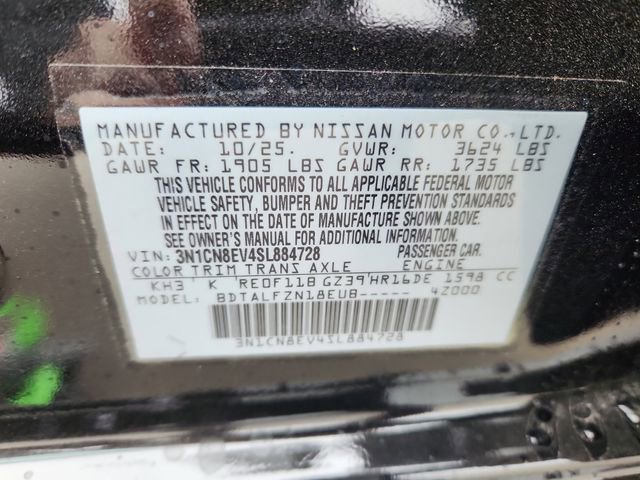 MANUFACTURED BY NISSAN MOTOR CO., LTD.
DATE: 10/25. GVWR: 3624 LBS
GAWR FR: 1905 LBS GAWR RR: 1735 LBS
THIS VEHICLE CONFORMS TO ALL APPLICABLE FEDERAL MOTOR
VEHICLE SAFETY, BUMPER AND THEFT PREVENTION STANDARDS
IN EFFECT ON THE DATE OF MANUFACTURE SHOWN ABOVE.
SEE OWNER'S MANUAL FOR ADDITIONAL INFORMATION.
VIN: 3N1CN8EV4SL884728 PASSENGER CAR.
COLOR TRIM TRANS AXLE ENGINE
KH3 K RE0F11B GZ39 HR16DE 1598 CC
MODEL: BDTALFZN18EUB----- 42000
3N1CN8EV4SL884728